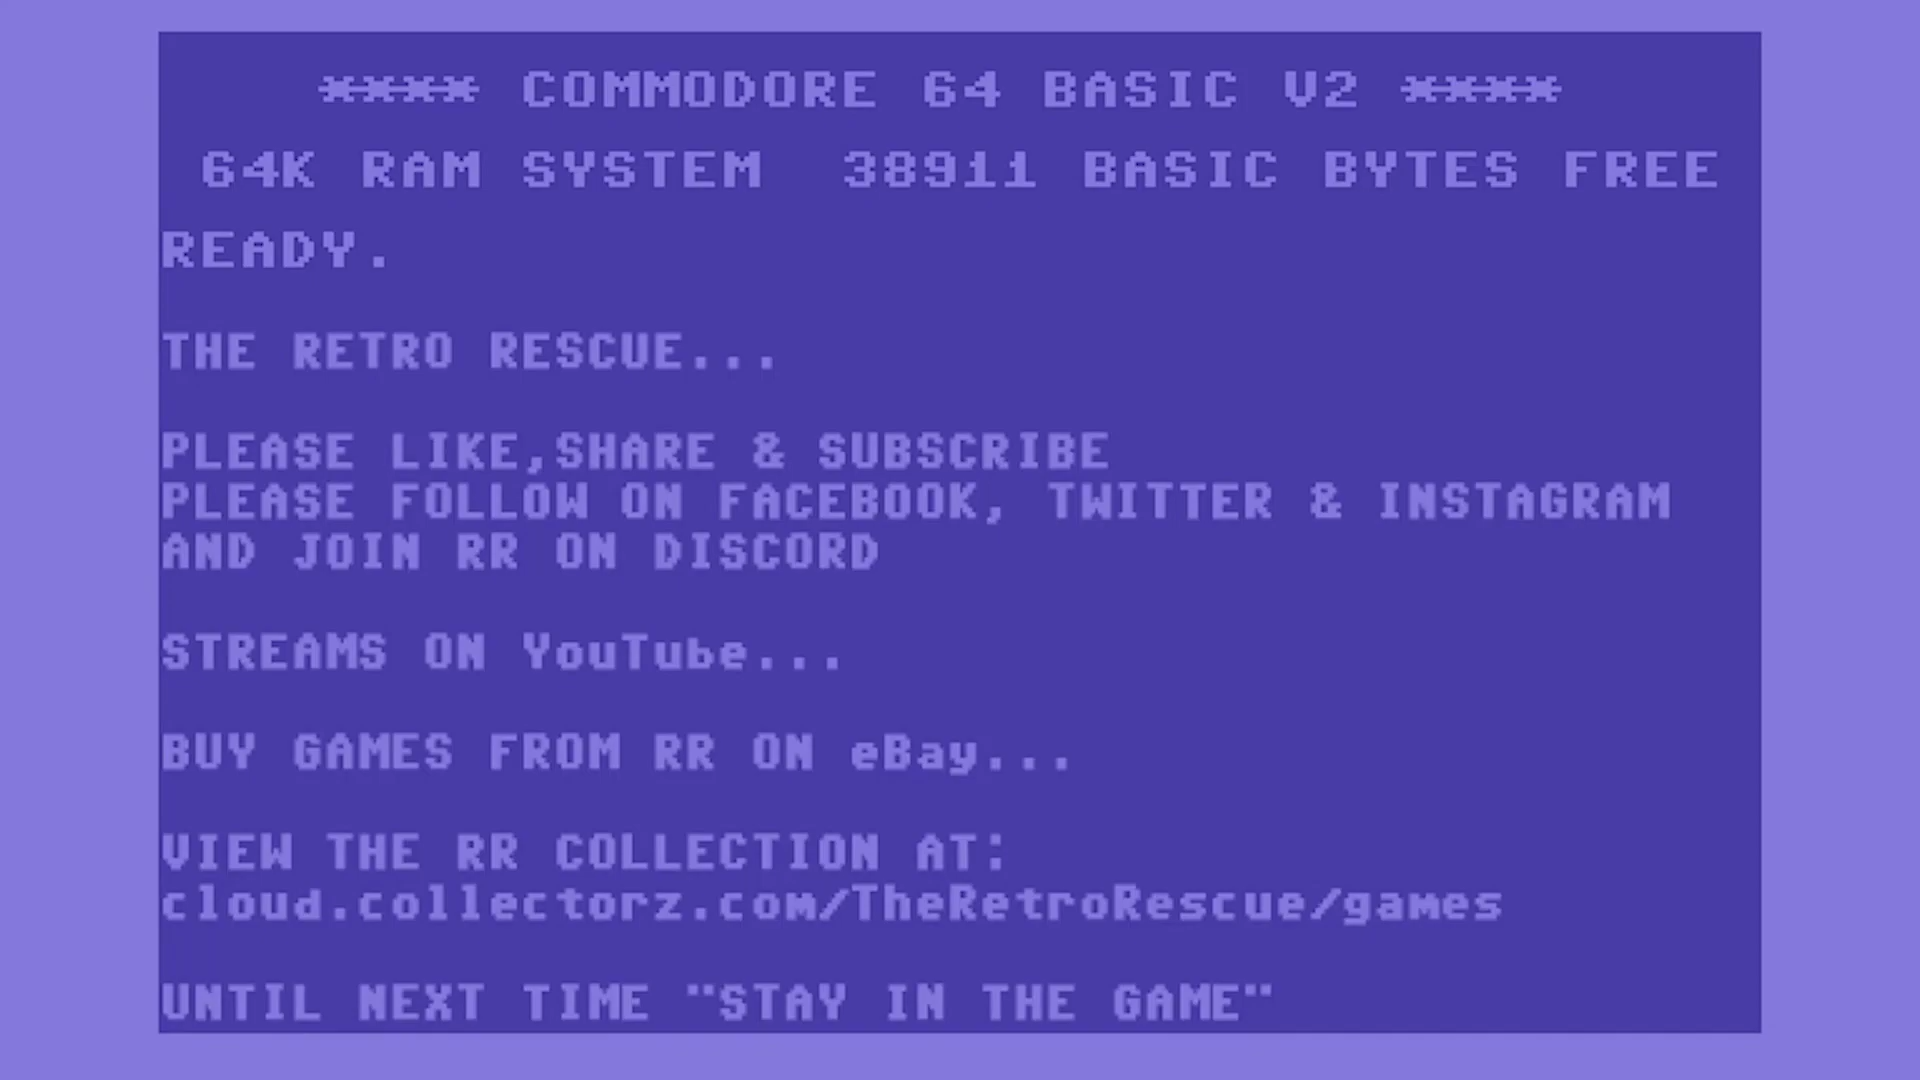 **** COMMODORE 64 BASIC V2 ****
64K RAM SYSTEM  38911 BASIC BYTES FREE
READY.
THE RETRO RESCUE...
PLEASE LIKE,SHARE & SUBSCRIBE
PLEASE FOLLOW ON FACEBOOK, TWITTER & INSTAGRAM
AND JOIN RR ON DISCORD
STREAMS ON YouTube...
BUY GAMES FROM RR ON eBay...
VIEW THE RR COLLECTION AT:
cloud.collectorz.com/TheRetroRescue/games
UNTIL NEXT TIME "STAY IN THE GAME"